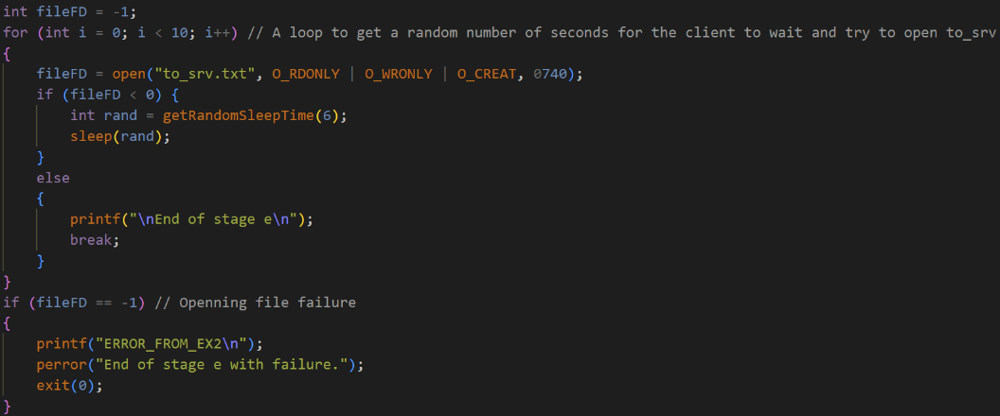 int fileFD = -1;
for (int i = 0; i < 10; i++) // A loop to get a random number of seconds for the client to wait and try to open to_srv
{
    fileFD = open("to_srv.txt", O_RDONLY | O_WRONLY | O_CREAT, 0740);
    if (fileFD < 0) {
        int rand = getRandomSleepTime(6);
        sleep(rand);
    }
    else
    {
        printf("\nEnd of stage e\n");
        break;
    }
}
if (fileFD == -1) // Openning file failure
{
    printf("ERROR_FROM_EX2\n");
    perror("End of stage e with failure.");
    exit(0);
}